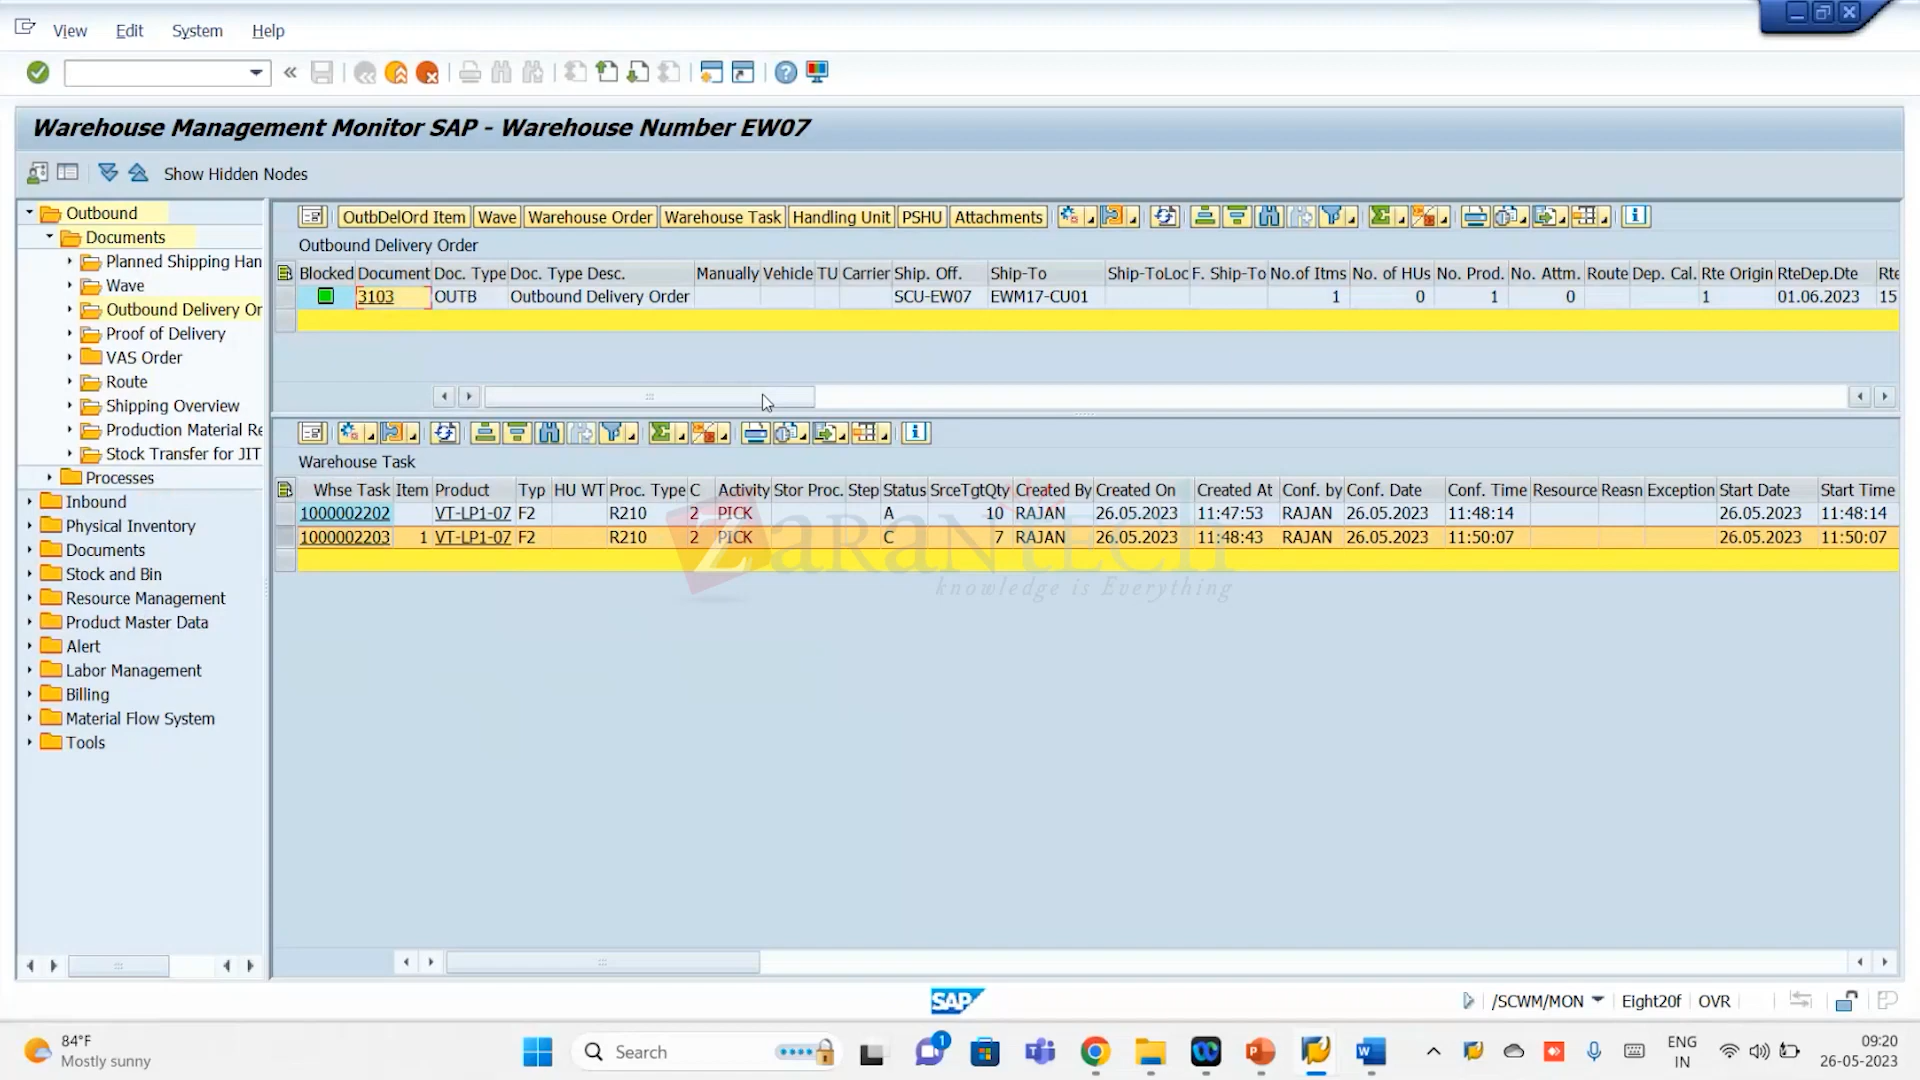 View Edit System Help
Warehouse Management Monitor SAP - Warehouse Number EW07
Show Hidden Nodes
Outbound
Documents
Planned Shipping Han
Wave
Outbound Delivery Or
Proof of Delivery
VAS Order
Route
Shipping Overview
Production Material Re
Stock Transfer for JIT
Processes
Inbound
Physical Inventory
Documents
Stock and Bin
Resource Management
Product Master Data
Alert
Labor Management
Billing
Material Flow System
Tools
OutbDelOrd Item Wave Warehouse Order Warehouse Task Handling Unit PSHU Attachments
Outbound Delivery Order
Blocked Document Doc. Type Doc. Type Desc. Manually Vehicle TU Carrier Ship. Off. Ship-To Ship-ToLoc F. Ship-To No.of Itms No. of HUs No. Prod. No. Attm. Route Dep. Cal. Rte Origin RteDep.Dte Rte
3103 OUTB Outbound Delivery Order SCU-EW07 EWM17-CU01 1 0 1 0 1 01.06.2023 15
Warehouse Task
Whse Task Item Product Typ HU WT Proc. Type C Activity Stor Proc. Step Status SrceTgtQty Created By Created On Created At Conf. by Conf. Date Conf. Time Resource Reasn Exception Start Date Start Time
1000002202 VT-LP1-07 F2 R210 2 PICK A 10 RAJAN 26.05.2023 11:47:53 RAJAN 26.05.2023 11:48:14 26.05.2023 11:48:14
1000002203 1 VT-LP1-07 F2 R210 2 PICK C 7 RAJAN 26.05.2023 11:48:43 RAJAN 26.05.2023 11:50:07 26.05.2023 11:50:07
zaranTech
knowledge is Everything
SAP
/SCWM/MON Eight20f OVR
84°F
Mostly sunny
Search
1
ENG
IN
09:20
26-05-2023